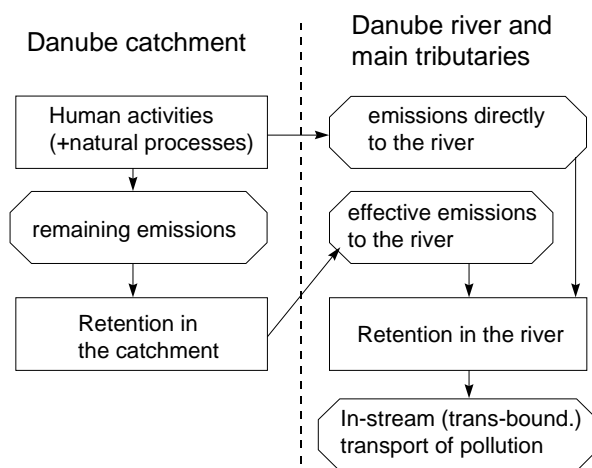 Danube catchment
Danube river and
main tributaries
Human activities
(+natural processes)
emissions directly
to the river
remaining emissions
effective emissions
to the river
Retention in
the catchment
Retention in the river
In-stream (trans-bound.)
transport of pollution